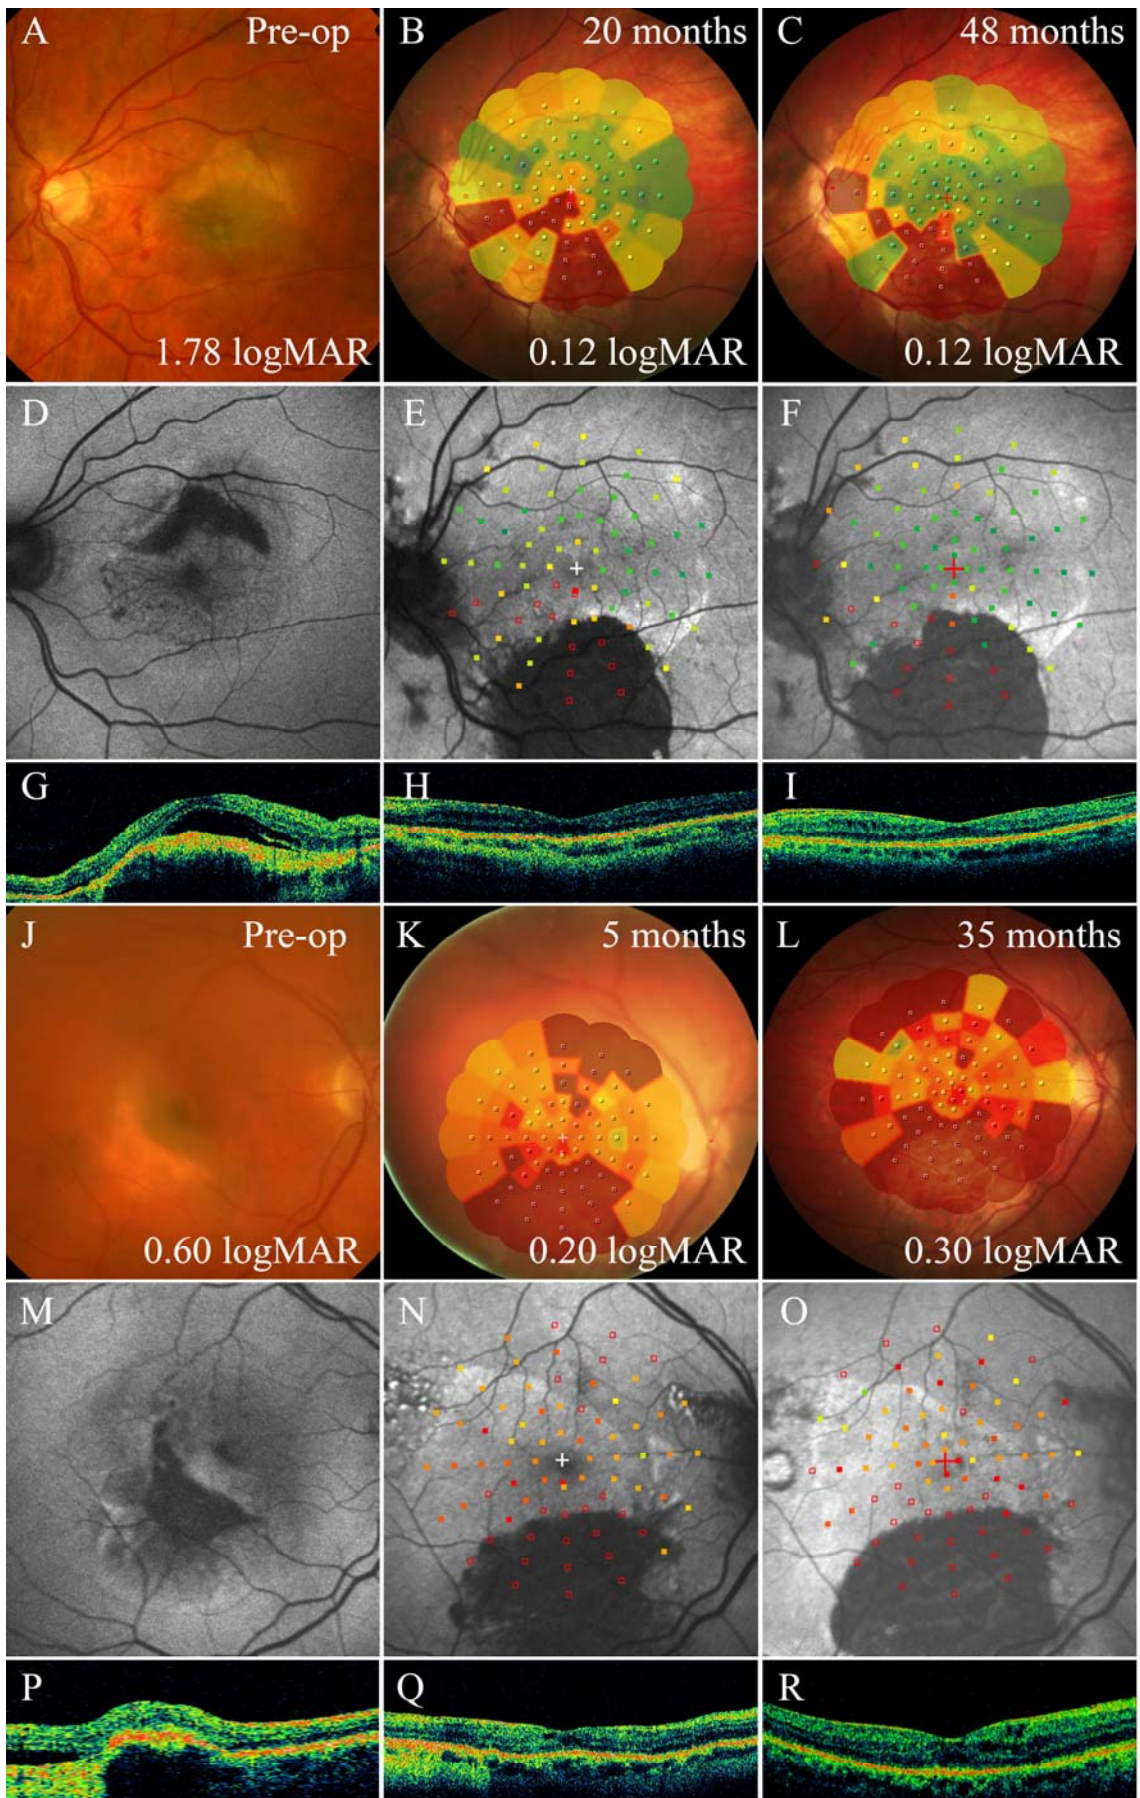 A Pre-op
B 20 months
C 48 months
1.78 logMAR
0.12 logMAR
0.12 logMAR
D
E
F
G
H
I
J Pre-op
K 5 months
L 35 months
0.60 logMAR
0.20 logMAR
0.30 logMAR
M
N
O
P
Q
R